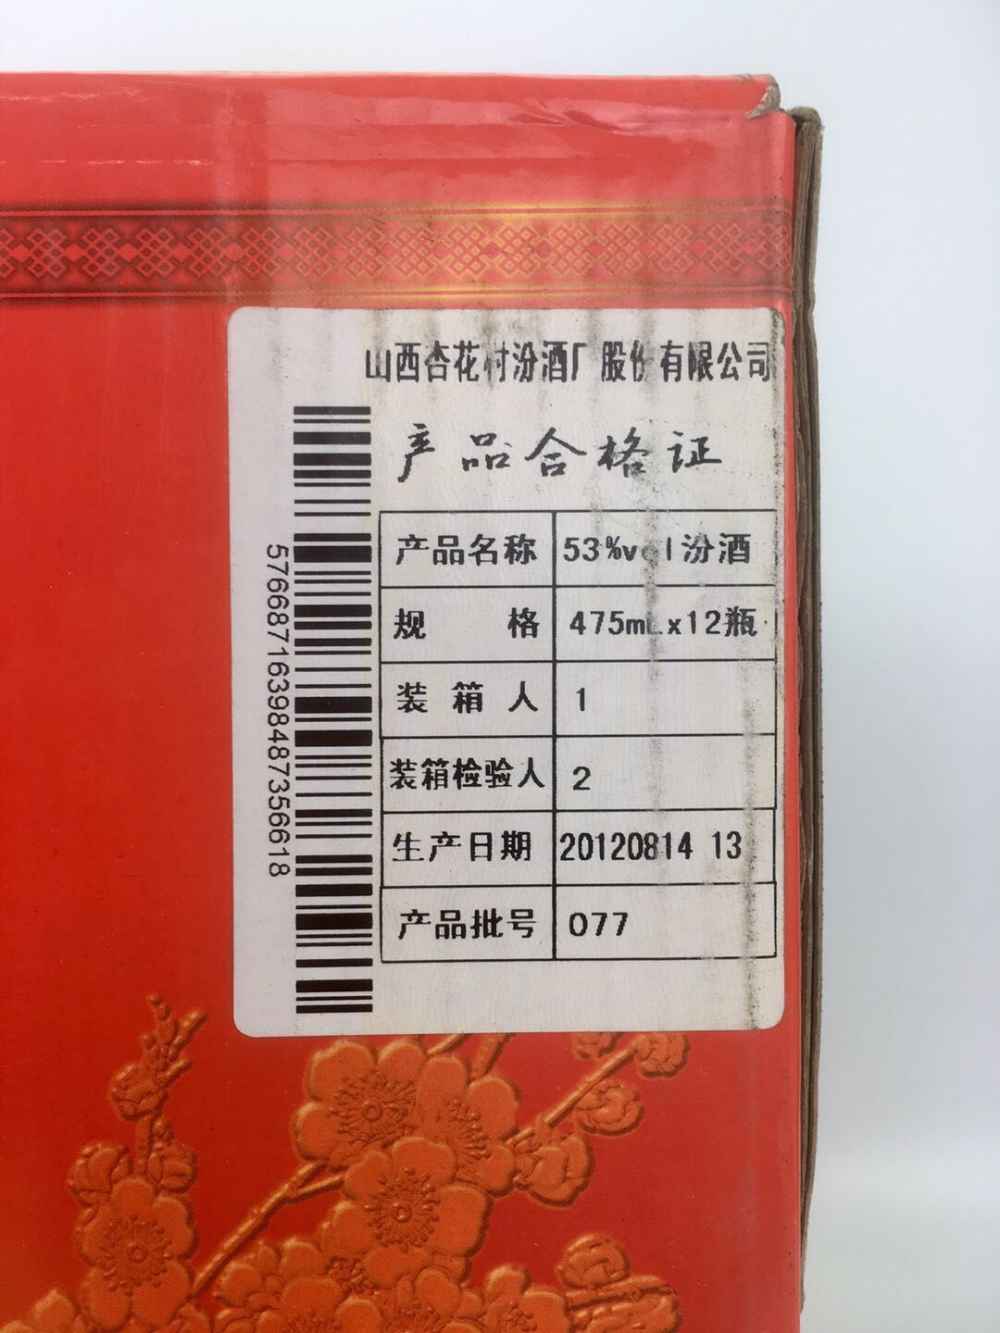 山西杏花村汾酒厂股份有限公司
产品合格证
产品名称 53%vol汾酒
规 格 475mLx12瓶
装 箱 人 1
装箱检验人 2
生产日期 20120814 13
产品批号 077
57668716398487356618